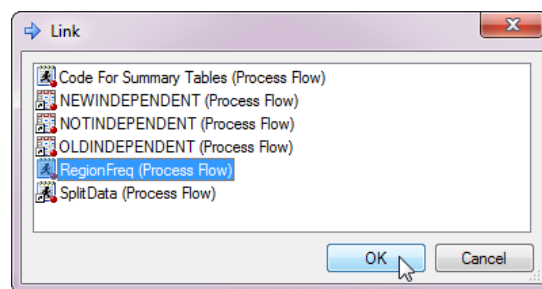 Link
Code For Summary Tables (Process Flow)
NEWINDEPENDENT (Process Flow)
NOTINDEPENDENT (Process Flow)
OLDINDEPENDENT (Process Flow)
RegionFreq (Process Flow)
SplitData (Process Flow)
OK Cancel